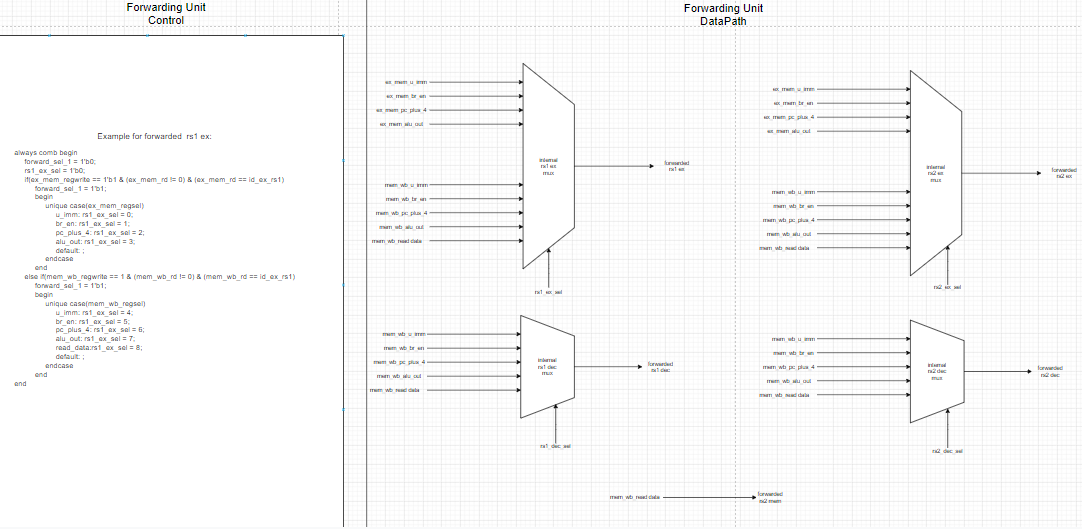 Forwarding Unit
Control
Forwarding Unit
DataPath
Example for forwarded rs1 ex:
always comb begin
forward_sel_1 = 1'b0;
rs1_ex_sel = 1'b0;
if(ex_mem_regwrite == 1'b1 & (ex_mem_rd != 0) & (ex_mem_rd == id_ex_rs1)
forward_sel_1 = 1'b1;
begin
unique case(ex_mem_regsel)
u_imm: rs1_ex_sel = 0;
br_en: rs1_ex_sel = 1;
pc_plus_4: rs1_ex_sel = 2;
alu_out: rs1_ex_sel = 3;
default: ;
endcase
end
else if(mem_wb_regwrite == 1 & (mem_wb_rd != 0) & (mem_wb_rd == id_ex_rs1)
forward_sel_1 = 1'b1;
begin
unique case(mem_wb_regsel)
u_imm: rs1_ex_sel = 4;
br_en: rs1_ex_sel = 5;
pc_plus_4: rs1_ex_sel = 6;
alu_out: rs1_ex_sel = 7;
read_data:rs1_ex_sel = 8;
default: ;
endcase
end
end
ex_mem_u_imm
ex_mem_br_en
ex_mem_pc_plus_4
ex_mem_alu_out
mem_wb_u_imm
mem_wb_br_en
mem_wb_pc_plus_4
mem_wb_alu_out
mem_wb_read data
internal
rs1 ex
mux
forwarded
rs1 ex
rs1_ex_sel
ex_mem_u_imm
ex_mem_br_en
ex_mem_pc_plus_4
ex_mem_alu_out
mem_wb_u_imm
mem_wb_br_en
mem_wb_pc_plus_4
mem_wb_alu_out
mem_wb_read data
internal
rs2 ex
mux
forwarded
rs2 ex
rs2_ex_sel
mem_wb_u_imm
mem_wb_br_en
mem_wb_pc_plus_4
mem_wb_alu_out
mem_wb_read data
internal
rs1 dec
mux
forwarded
rs1 dec
rs1_dec_sel
mem_wb_u_imm
mem_wb_br_en
mem_wb_pc_plus_4
mem_wb_alu_out
mem_wb_read data
internal
rs2 dec
mux
forwarded
rs2 dec
rs2_dec_sel
mem_wb_read data
forwarded
rs2 mem